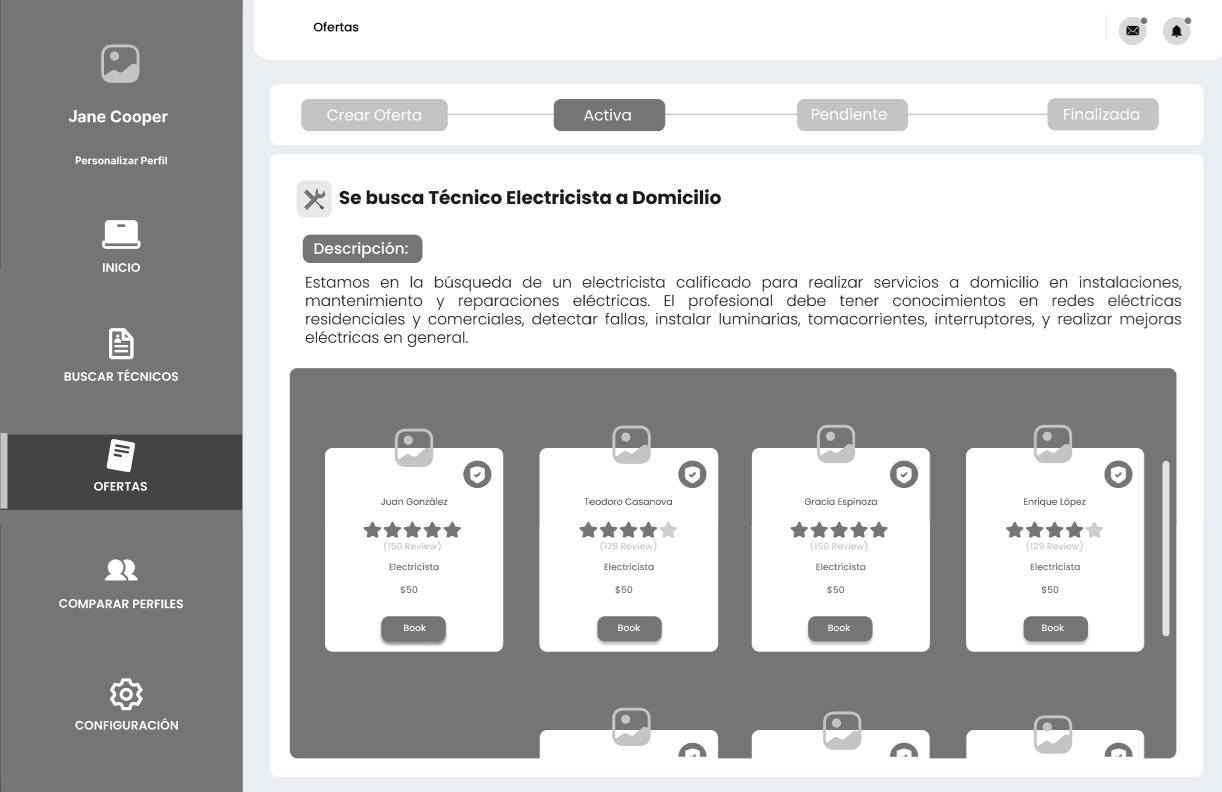 Ofertas
Jane Cooper
Personalizar Perfil
INICIO
BUSCAR TÉCNICOS
OFERTAS
COMPARAR PERFILES
CONFIGURACIÓN
Crear Oferta
Activa
Pendiente
Finalizada
Se busca Técnico Electricista a Domicilio
Descripción:
Estamos en la búsqueda de un electricista calificado para realizar servicios a domicilio en instalaciones,
mantenimiento y reparaciones eléctricas. El profesional debe tener conocimientos en redes eléctricas
residenciales y comerciales, detectar fallas, instalar luminarias, tomacorrientes, interruptores, y realizar mejoras
eléctricas en general.
Juan González
(150 Review)
Electricista
$50
Book
Teodoro Casanova
(129 Review)
Electricista
$50
Book
Gracia Espinoza
(150 Review)
Electricista
$50
Book
Enrique López
(129 Review)
Electricista
$50
Book